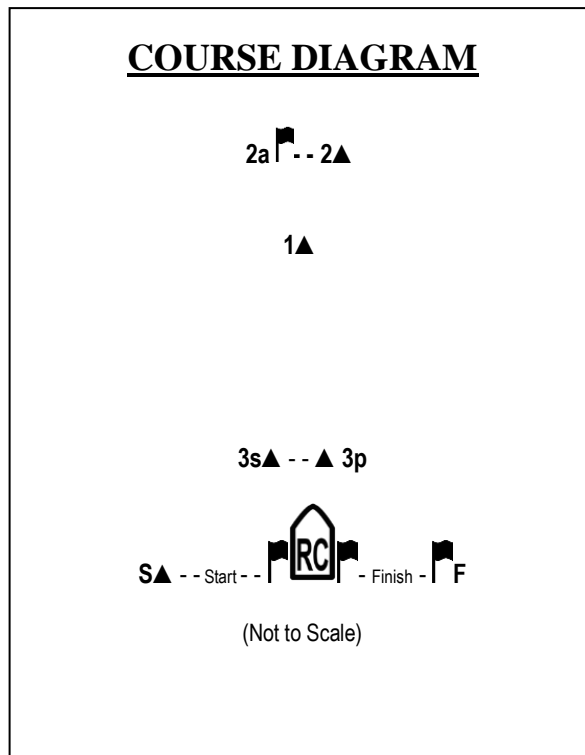 COURSE DIAGRAM
2a - - 2▲
1▲
3s▲ - - ▲ 3p
RC
S▲ - - Start - - - Finish - F
(Not to Scale)